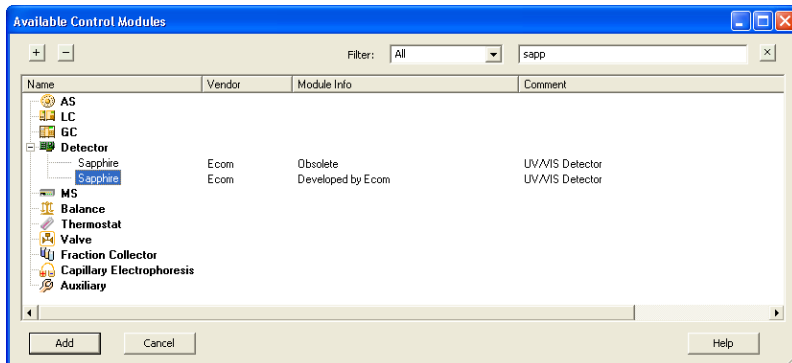 Available Control Modules
+ − Filter: All sapp ×
Name Vendor Module Info Comment
AS
LC
GC
Detector
Sapphire Ecom Obsolete UV/VIS Detector
Sapphire Ecom Developed by Ecom UV/VIS Detector
MS
Balance
Thermostat
Valve
Fraction Collector
Capillary Electrophoresis
Auxiliary
Add Cancel Help